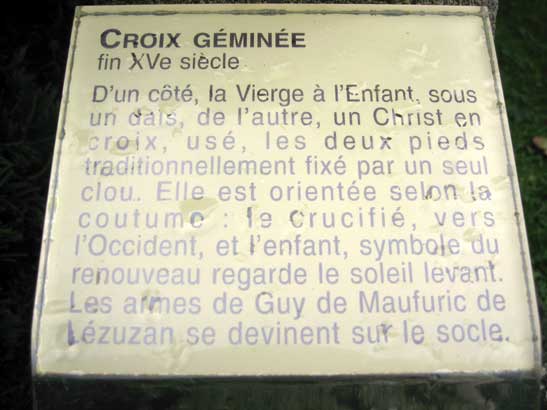 CROIX GÉMINÉE
fin XVe siècle
D'un côté, la Vierge à l'Enfant, sous
un dais, de l'autre, un Christ en
croix, usé, les deux pieds
traditionnellement fixé par un seul
clou. Elle est orientée selon la
coutume : le crucifié, vers
l'Occident, et l'enfant, symbole du
renouveau regarde le soleil levant.
Les armes de Guy de Maufuric de
Lézuzan se devinent sur le socle.